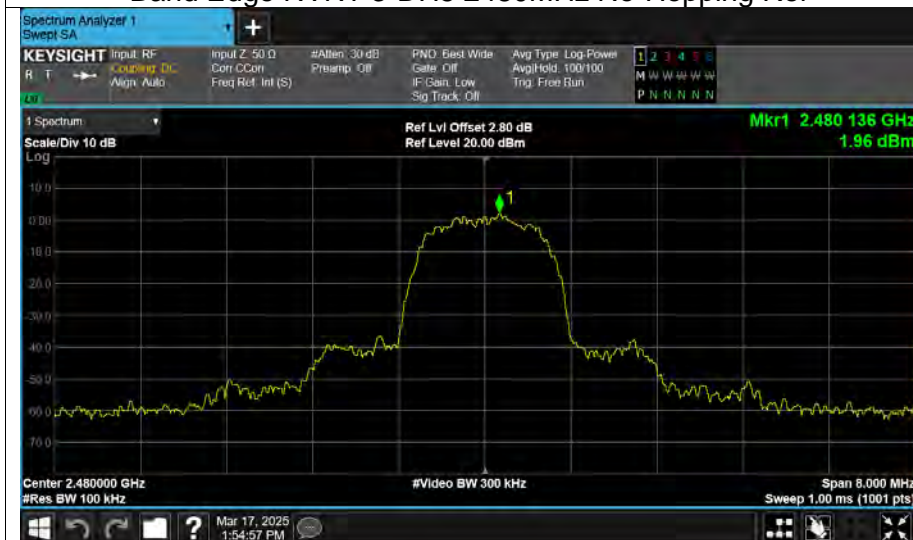 Spectrum Analyzer 1
Swept SA
KEYSIGHT Input: RF Input Z: 50 Ω #Atten: 30 dB PNO: Best Wide Avg Type: Log-Power 1 2 3 4 5 6
R T Coupling: DC Corr CCorr Preamp: Off Gate: Off Avg|Hold: 100/100 M W W W W W
Align: Auto Freq Ref: Int (S) IF Gain: Low Trig: Free Run
Sig Track: Off P N N N N N
1 Spectrum Ref Lvl Offset 2.80 dB Mkr1 2.480 136 GHz
Scale/Div 10 dB Ref Level 20.00 dBm 1.96 dBm
Log
10.0
1
0.00
-10.0
-20.0
-30.0
-40.0
-50.0
-60.0
-70.0
Center 2.480000 GHz #Video BW 300 kHz Span 8.000 MHz
#Res BW 100 kHz Sweep 1.00 ms (1001 pts)
? Mar 17, 2025
1:54:57 PM